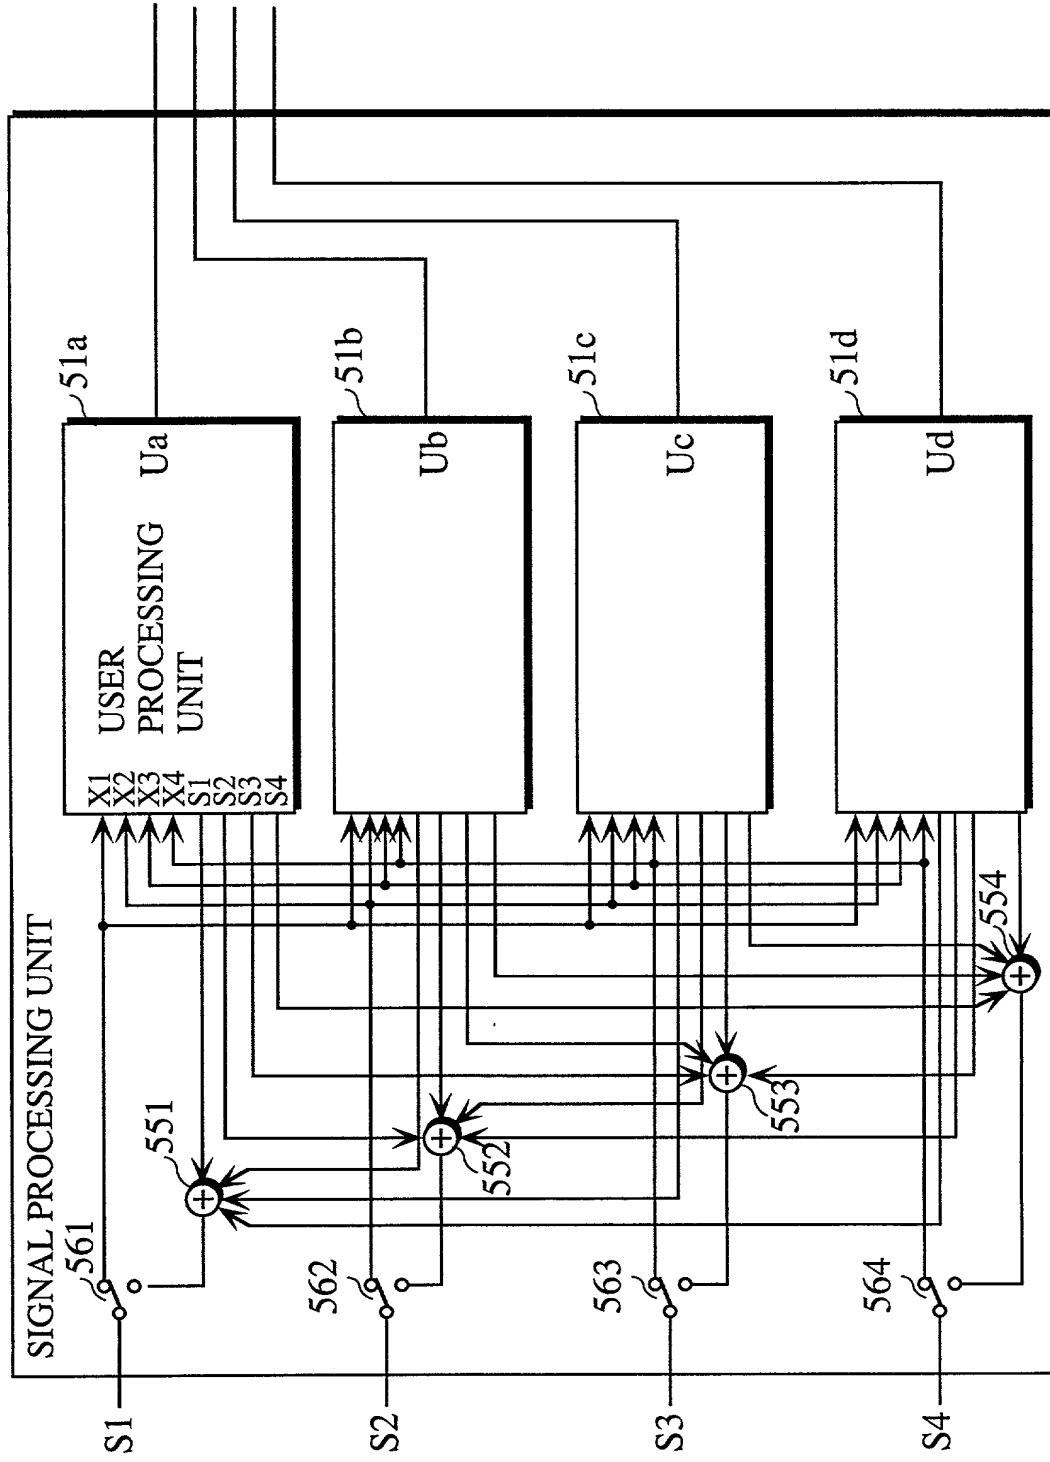 SIGNAL PROCESSING UNIT
S1
S2
S3
S4
561
562
563
564
551
552
553
554
X1
X2
X3
X4
S1
S2
S3
S4
USER
PROCESSING
UNIT
Ua
51a
Ub
51b
Uc
51c
Ud
51d